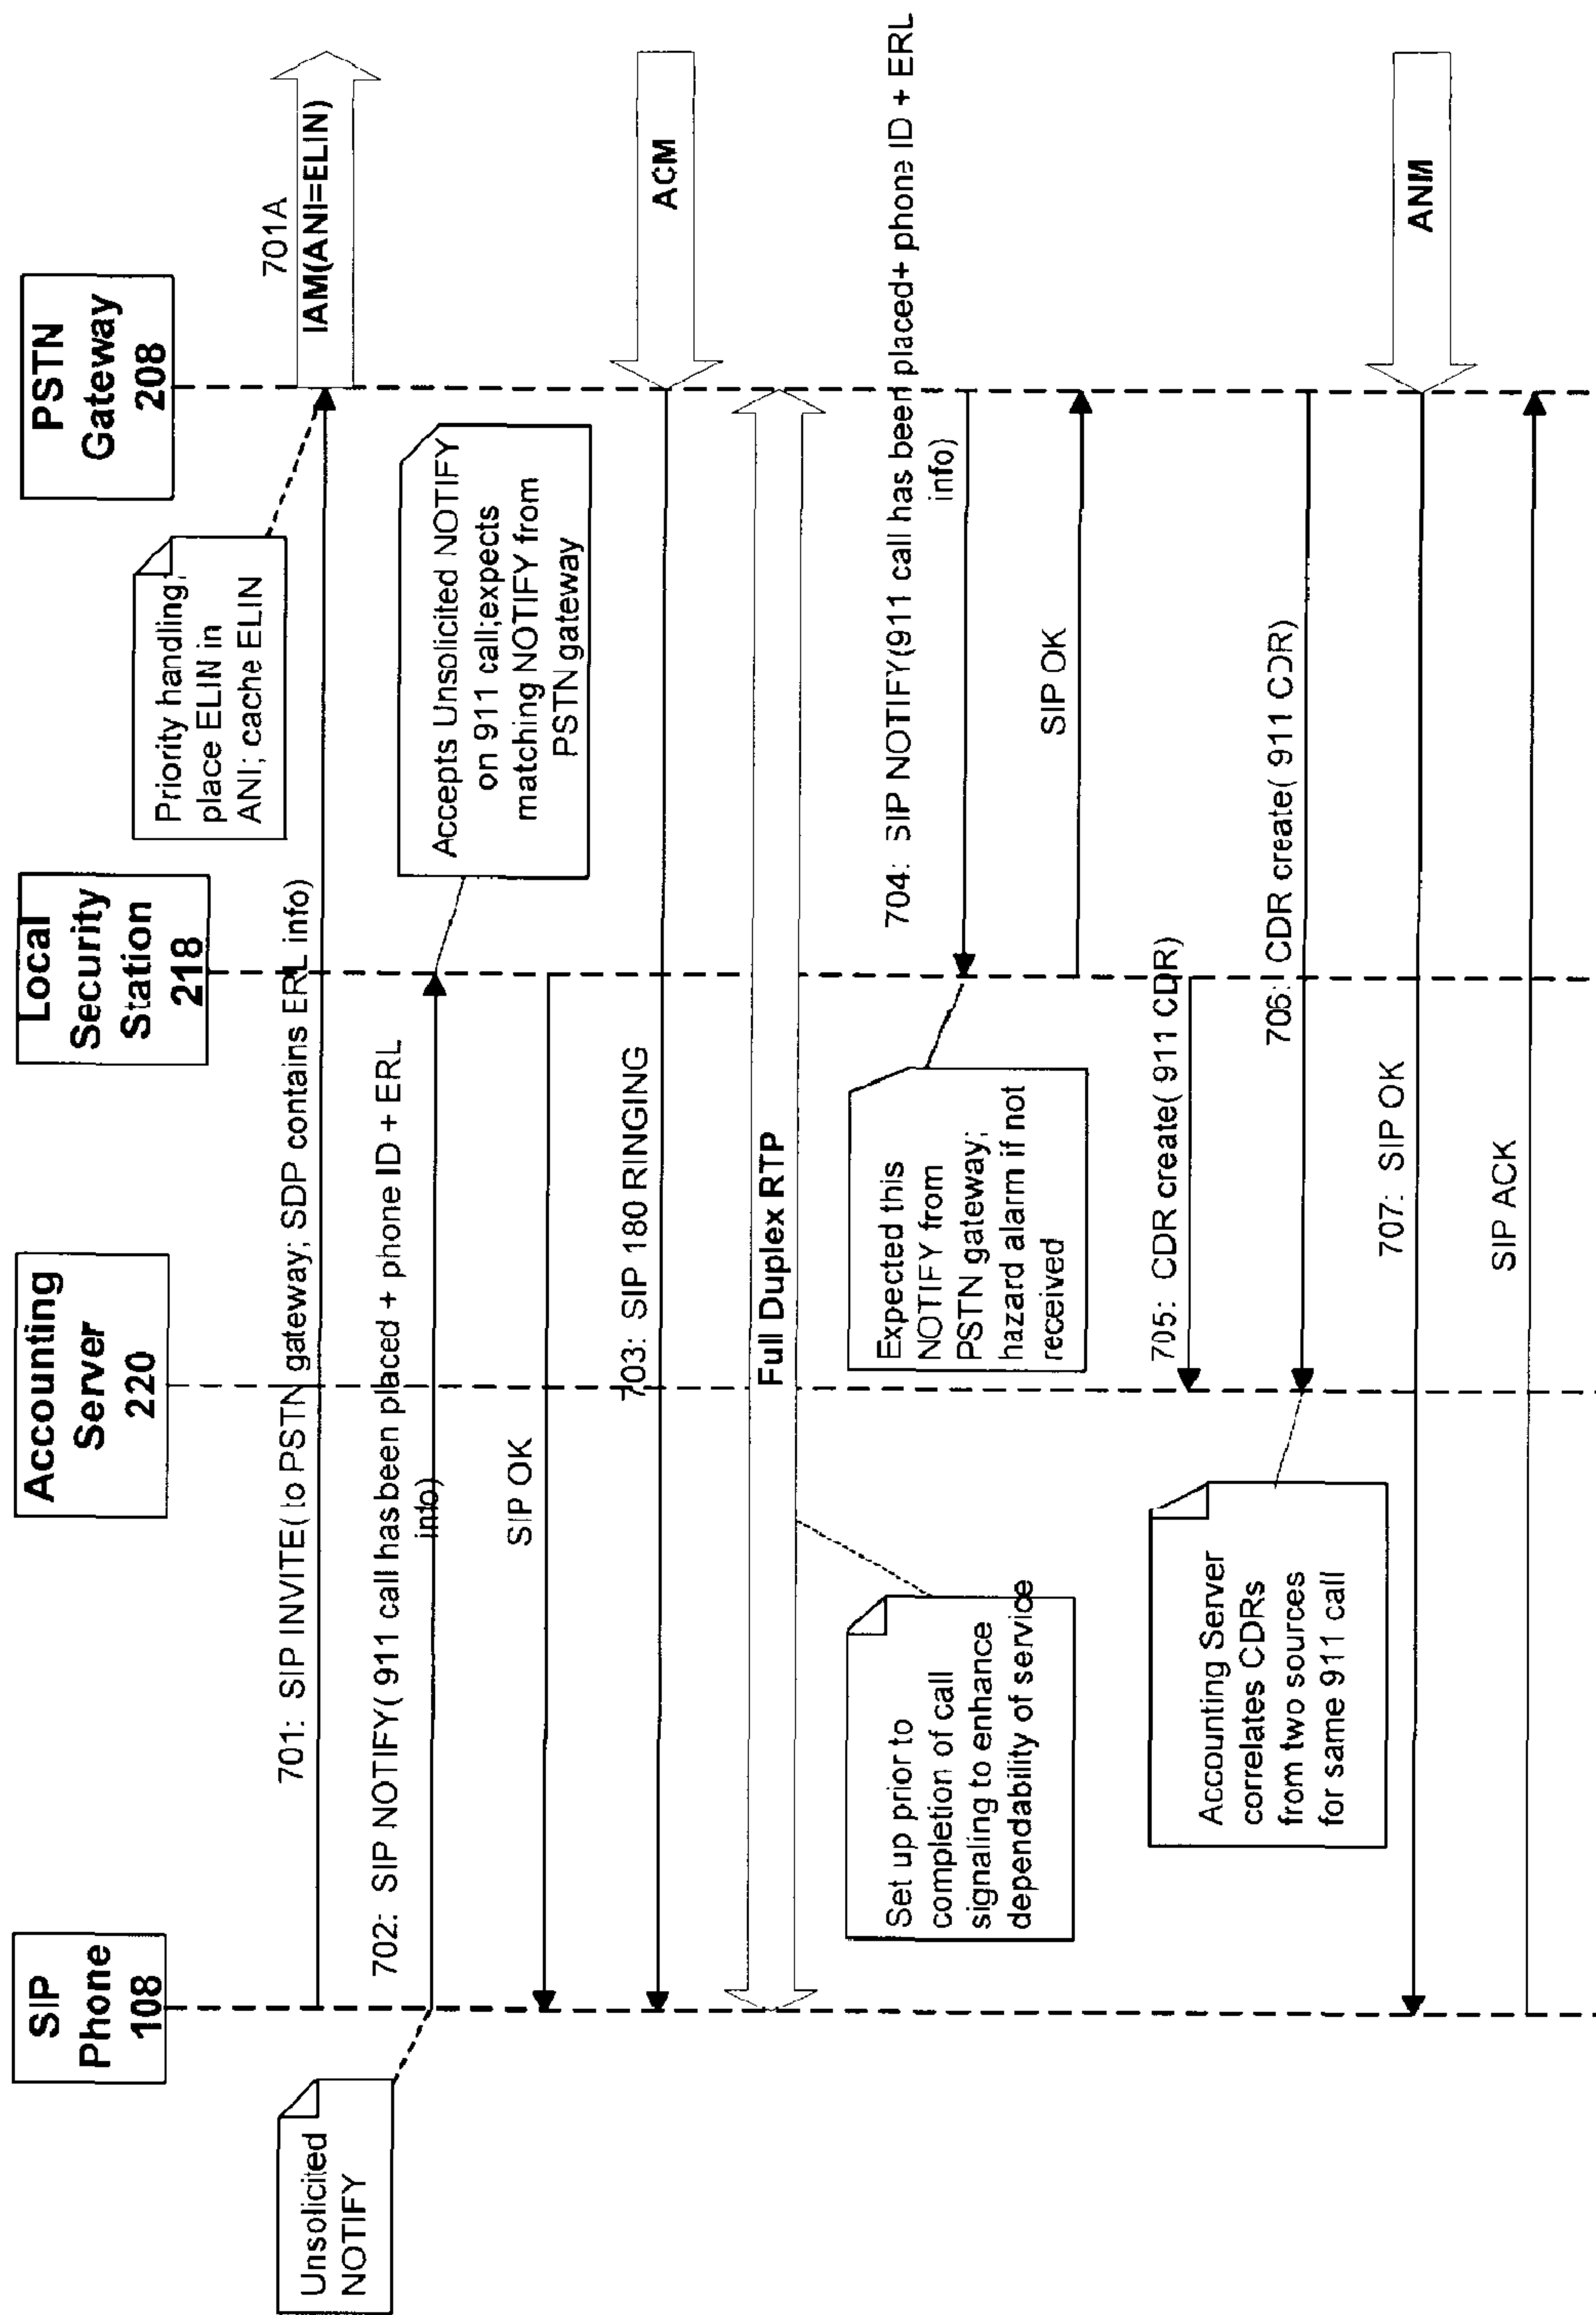 SIP
Phone
108
Accounting
Server
220
Local
Security
Station
218
PSTN
Gateway
208
701: SIP INVITE( to PSTN gateway; SDP contains ERL info)
Priority handling;
place ELIN in
ANI; cache ELIN
701A
IAM(ANI=ELIN)
Unsolicited
NOTIFY
702: SIP NOTIFY( 911 call has been placed + phone ID + ERL
info)
Accepts Unsolicited NOTIFY
on 911 call;expects
matching NOTIFY from
PSTN gateway
SIP OK
703: SIP 180 RINGING
ACM
Full Duplex RTP
Set up prior to
completion of call
signaling to enhance
dependability of service
704: SIP NOTIFY(911 call has been placed+ phone ID + ERL
info)
Expected this
NOTIFY from
PSTN gateway;
hazard alarm if not
received
SIP OK
705: CDR create( 911 CDR)
706: CDR create( 911 CDR)
Accounting Server
correlates CDRs
from two sources
for same 911 call
707: SIP OK
ANM
SIP ACK